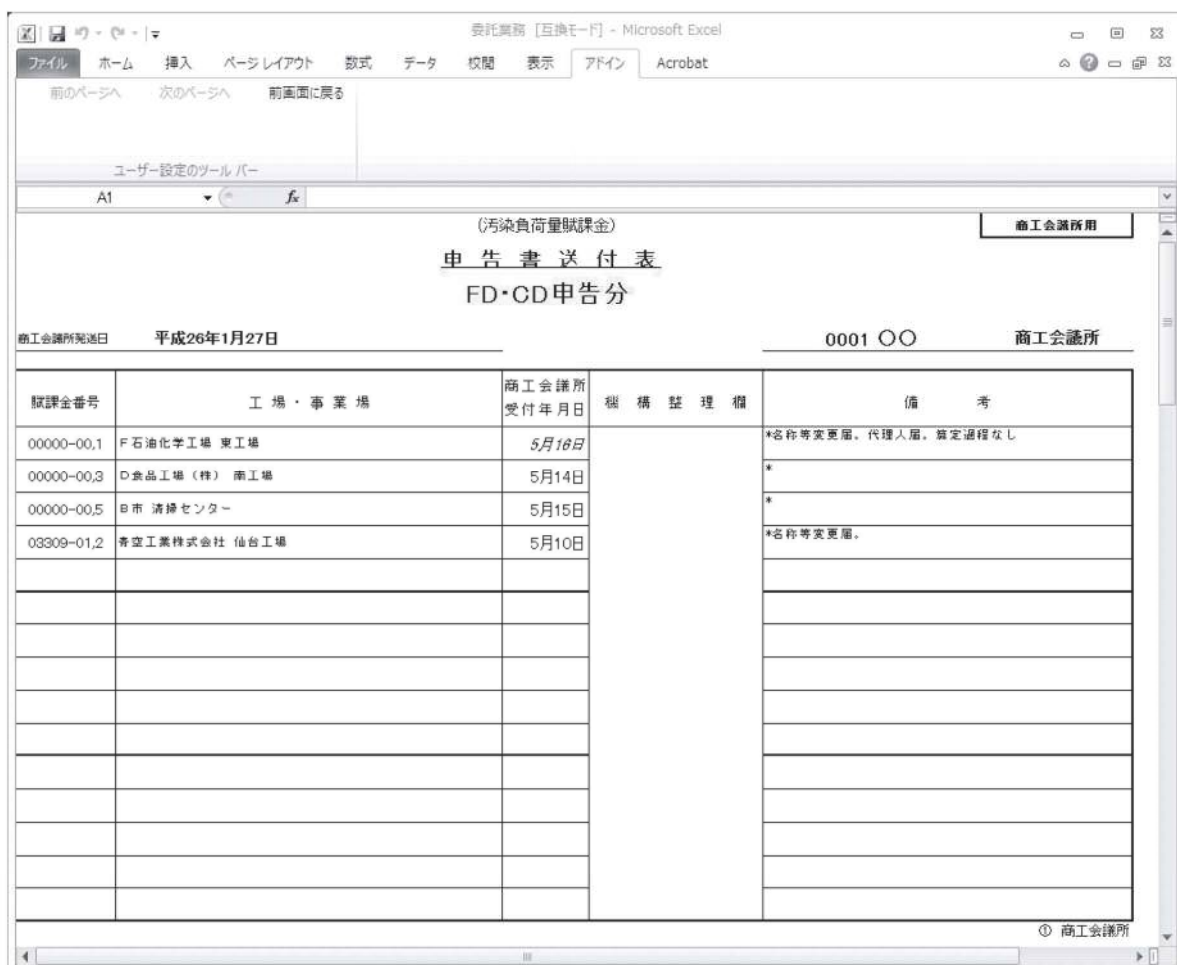 委託業務 [互換モード] - Microsoft Excel
ファイル ホーム 挿入 ページ レイアウト 数式 データ 校閲 表示 アドイン Acrobat
前のページへ 次のページへ 前画面に戻る
ユーザー設定のツール バー
A1 fx
(汚染負荷量賦課金) 商工会議所用
申告書送付表
FD・CD申告分
商工会議所発送日 平成26年1月27日 0001 〇〇 商工会議所
賦課金番号 工場・事業場 商工会議所受付年月日 機構整理欄 備考
00000-00,1 F石油化学工場 東工場 5月16日 *名称等変更届。代理人届。算定過程なし
00000-00,3 D食品工場(株) 南工場 5月14日 *
00000-00,5 B市 清掃センター 5月15日 *
03309-01,2 青空工業株式会社 仙台工場 5月10日 *名称等変更届。
① 商工会議所